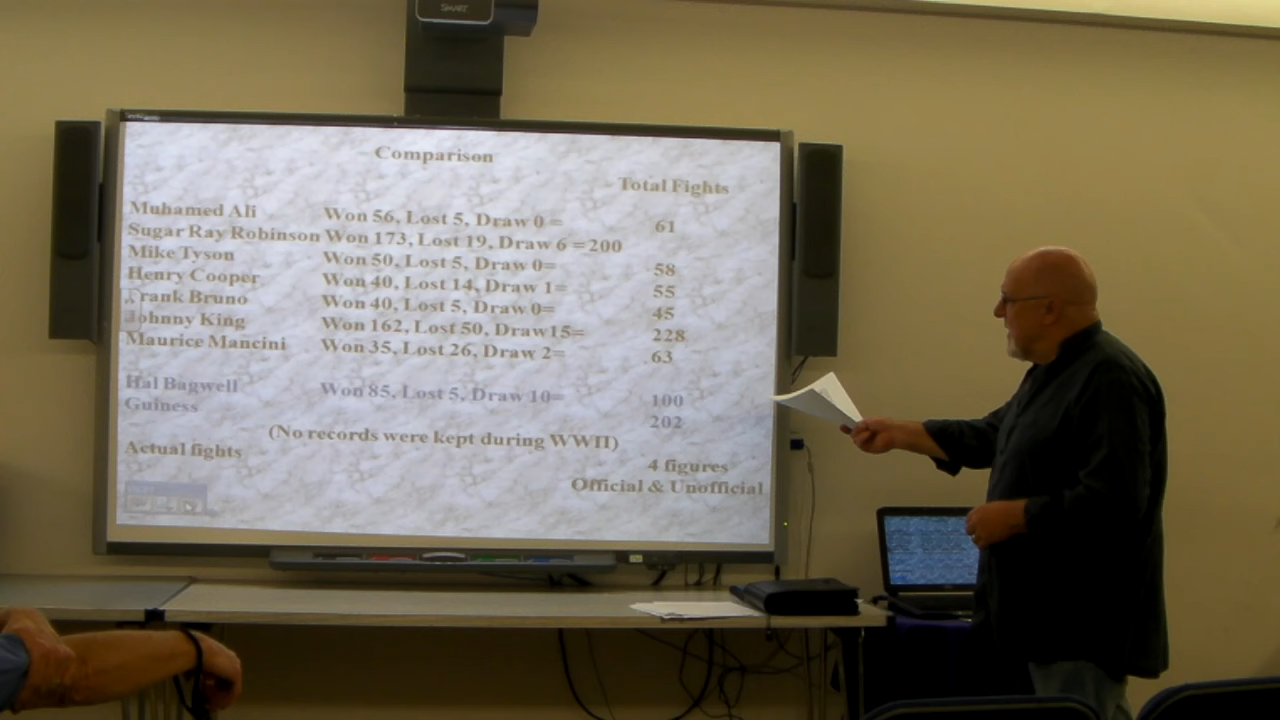 SMART
Comparison
Total Fights
Muhamed Ali Won 56, Lost 5, Draw 0= 61
Sugar Ray Robinson Won 173, Lost 19, Draw 6 =200
Mike Tyson Won 50, Lost 5, Draw 0= 58
Henry Cooper Won 40, Lost 14, Draw 1= 55
Frank Bruno Won 40, Lost 5, Draw 0= 45
Johnny King Won 162, Lost 50, Draw15= 228
Maurice Mancini Won 35, Lost 26, Draw 2= 63
Hal Bagwell Won 85, Lost 5, Draw 10= 100
Guiness 202
(No records were kept during WWII)
Actual fights 4 figures
Official & Unofficial